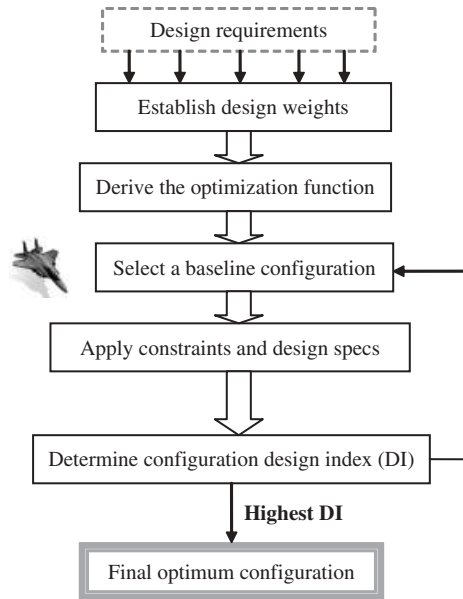 Design requirements
Establish design weights
Derive the optimization function
Select a baseline configuration
Apply constraints and design specs
Determine configuration design index (DI)
Highest DI
Final optimum configuration